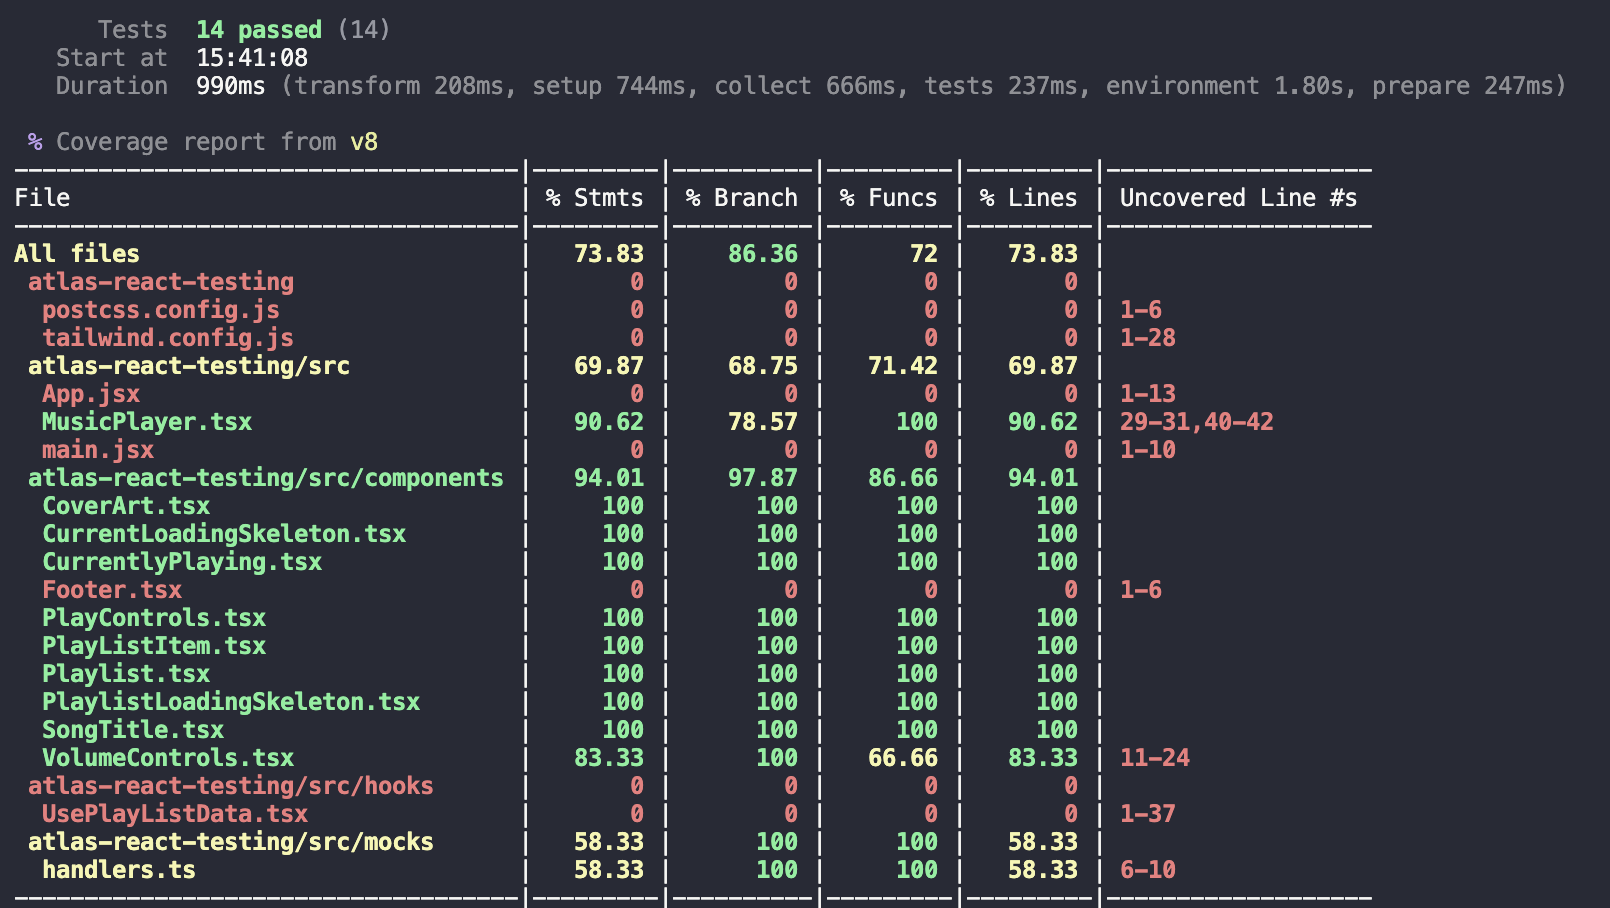 Tests  14 passed (14)
Start at  15:41:08
Duration  990ms (transform 208ms, setup 744ms, collect 666ms, tests 237ms, environment 1.80s, prepare 247ms)
% Coverage report from v8
------------------------------------|---------|----------|---------|---------|-------------------
File                                | % Stmts | % Branch | % Funcs | % Lines | Uncovered Line #s
------------------------------------|---------|----------|---------|---------|-------------------
All files                           |   73.83 |    86.36 |      72 |   73.83 |
 atlas-react-testing                |       0 |        0 |       0 |       0 |
  postcss.config.js                 |       0 |        0 |       0 |       0 | 1-6
  tailwind.config.js                |       0 |        0 |       0 |       0 | 1-28
 atlas-react-testing/src            |   69.87 |    68.75 |   71.42 |   69.87 |
  App.jsx                           |       0 |        0 |       0 |       0 | 1-13
  MusicPlayer.tsx                   |   90.62 |    78.57 |     100 |   90.62 | 29-31,40-42
  main.jsx                          |       0 |        0 |       0 |       0 | 1-10
 atlas-react-testing/src/components |   94.01 |    97.87 |   86.66 |   94.01 |
  CoverArt.tsx                      |     100 |      100 |     100 |     100 |
  CurrentLoadingSkeleton.tsx        |     100 |      100 |     100 |     100 |
  CurrentlyPlaying.tsx              |     100 |      100 |     100 |     100 |
  Footer.tsx                        |       0 |        0 |       0 |       0 | 1-6
  PlayControls.tsx                  |     100 |      100 |     100 |     100 |
  PlayListItem.tsx                  |     100 |      100 |     100 |     100 |
  Playlist.tsx                      |     100 |      100 |     100 |     100 |
  PlaylistLoadingSkeleton.tsx       |     100 |      100 |     100 |     100 |
  SongTitle.tsx                     |     100 |      100 |     100 |     100 |
  VolumeControls.tsx                |   83.33 |      100 |   66.66 |   83.33 | 11-24
 atlas-react-testing/src/hooks      |       0 |        0 |       0 |       0 |
  UsePlayListData.tsx               |       0 |        0 |       0 |       0 | 1-37
 atlas-react-testing/src/mocks      |   58.33 |      100 |     100 |   58.33 |
  handlers.ts                       |   58.33 |      100 |     100 |   58.33 | 6-10
------------------------------------|---------|----------|---------|---------|-------------------